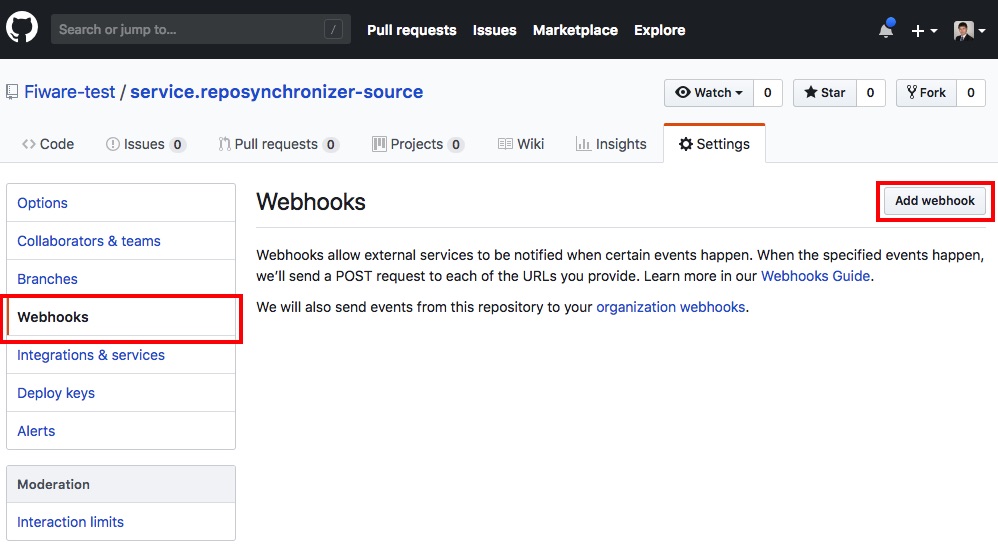 Search or jump to... / Pull requests Issues Marketplace Explore
Fiware-test / service.reposynchronizer-source Watch 0 Star 0 Fork 0
Code Issues 0 Pull requests 0 Projects 0 Wiki Insights Settings
Options
Collaborators & teams
Branches
Webhooks
Integrations & services
Deploy keys
Alerts
Moderation
Interaction limits
Webhooks Add webhook
Webhooks allow external services to be notified when certain events happen. When the specified events happen,
we'll send a POST request to each of the URLs you provide. Learn more in our Webhooks Guide.
We will also send events from this repository to your organization webhooks.